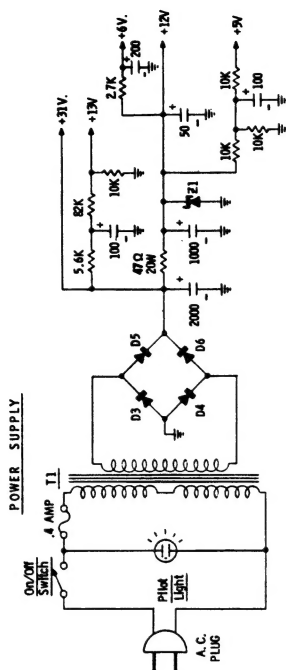 POWER SUPPLY
On/Off
Switch
.4 AMP
T1
Pilot
Light
A.C.
PLUG
D3
D5
D4
D6
+31V.
+13V
5.6K
82K
100
+
-
10K
47Ω
20W
2000
+
-
1000
+
-
Z1
50
+
-
2.7K
+6V.
200
+
-
+12V
10K
10K
10K
100
+
-
+5V